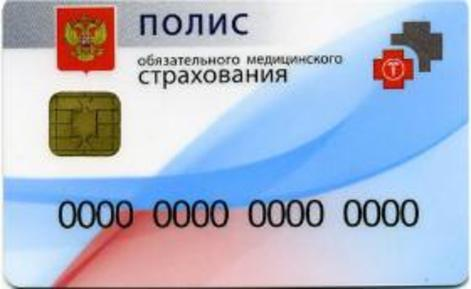 ПОЛИС
обязательного медицинского
страхования
0000 0000 0000 0000